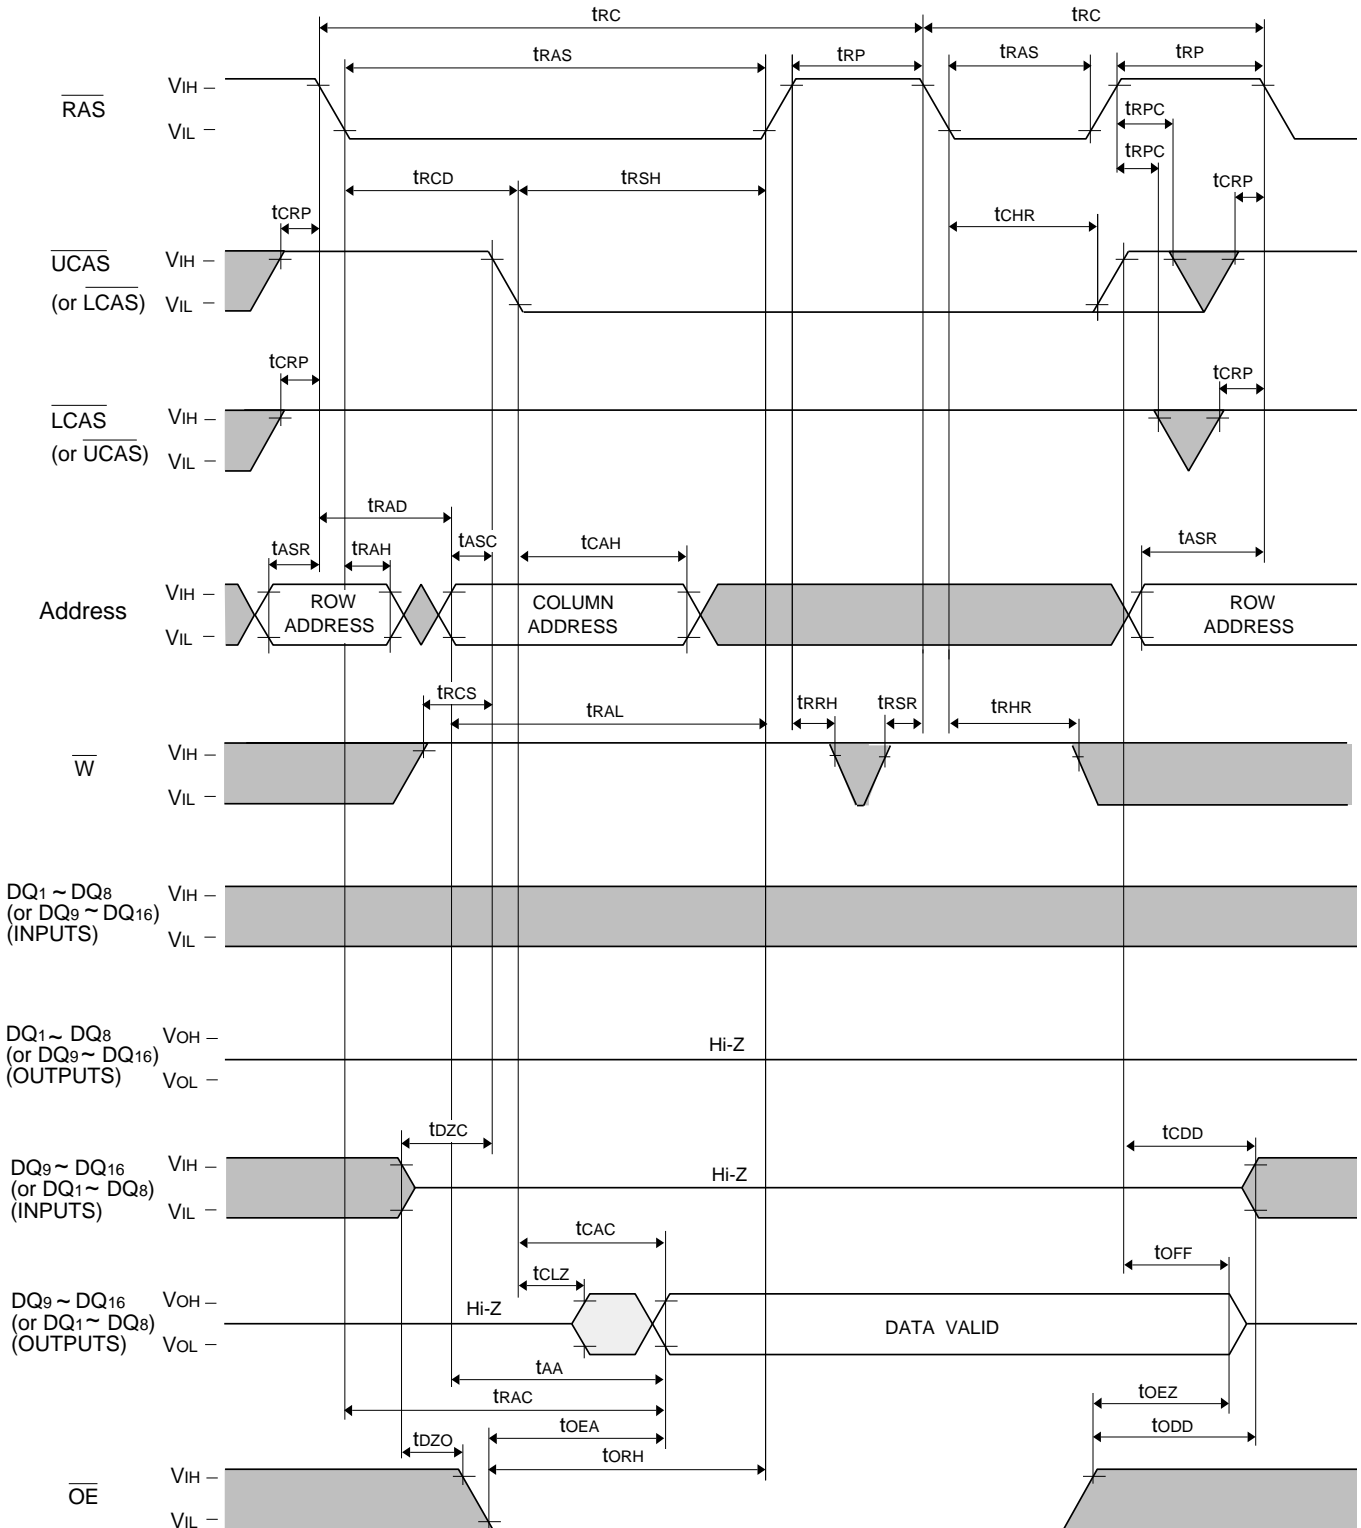 tRC tRC
tRAS tRP tRAS tRP
RAS VIH –
VIL –
tRPC
tRPC
tRCD tRSH
tCRP tCRP
tCHR
UCAS VIH –
(or LCAS) VIL –
tCRP tCRP
LCAS VIH –
(or UCAS) VIL –
tRAD
tASR tRAH tASC tCAH tASR
Address VIH –
VIL –
ROW
ADDRESS
COLUMN
ADDRESS
ROW
ADDRESS
tRCS tRAL tRRH tRSR tRHR
W VIH –
VIL –
DQ1 ~ DQ8
(or DQ9 ~ DQ16)
(INPUTS)
VIH –
VIL –
DQ1 ~ DQ8
(or DQ9 ~ DQ16)
(OUTPUTS)
VOH –
VOL –
Hi-Z
tDZC tCDD
DQ9 ~ DQ16
(or DQ1 ~ DQ8)
(INPUTS)
VIH –
VIL –
Hi-Z
tCAC
tCLZ tOFF
DQ9 ~ DQ16
(or DQ1 ~ DQ8)
(OUTPUTS)
VOH –
VOL –
Hi-Z
DATA VALID
tAA
tRAC tOEZ
tOEA tODD
tDZO tORH
OE VIH –
VIL –